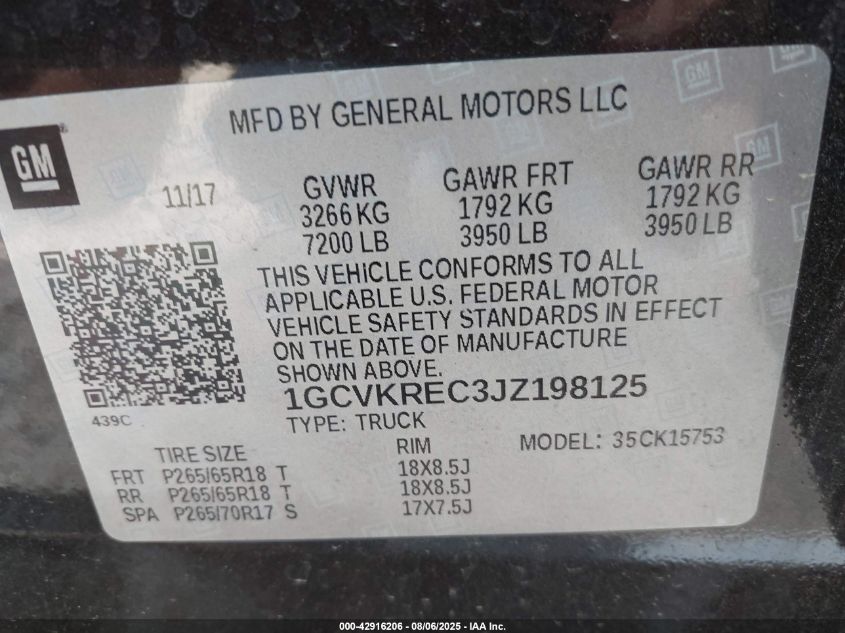 MFD BY GENERAL MOTORS LLC
GM
11/17
GVWR GAWR FRT GAWR RR
3266 KG 1792 KG 1792 KG
7200 LB 3950 LB 3950 LB
THIS VEHICLE CONFORMS TO ALL
APPLICABLE U.S. FEDERAL MOTOR
VEHICLE SAFETY STANDARDS IN EFFECT
ON THE DATE OF MANUFACTURE
SHOWN ABOVE.
1GCVKREC3JZ198125
439C
TYPE: TRUCK
TIRE SIZE RIM MODEL: 35CK15753
FRT P265/65R18 T 18X8.5J
RR P265/65R18 T 18X8.5J
SPA P265/70R17 S 17X7.5J
000-42916206 - 08/06/2025 - IAA Inc.